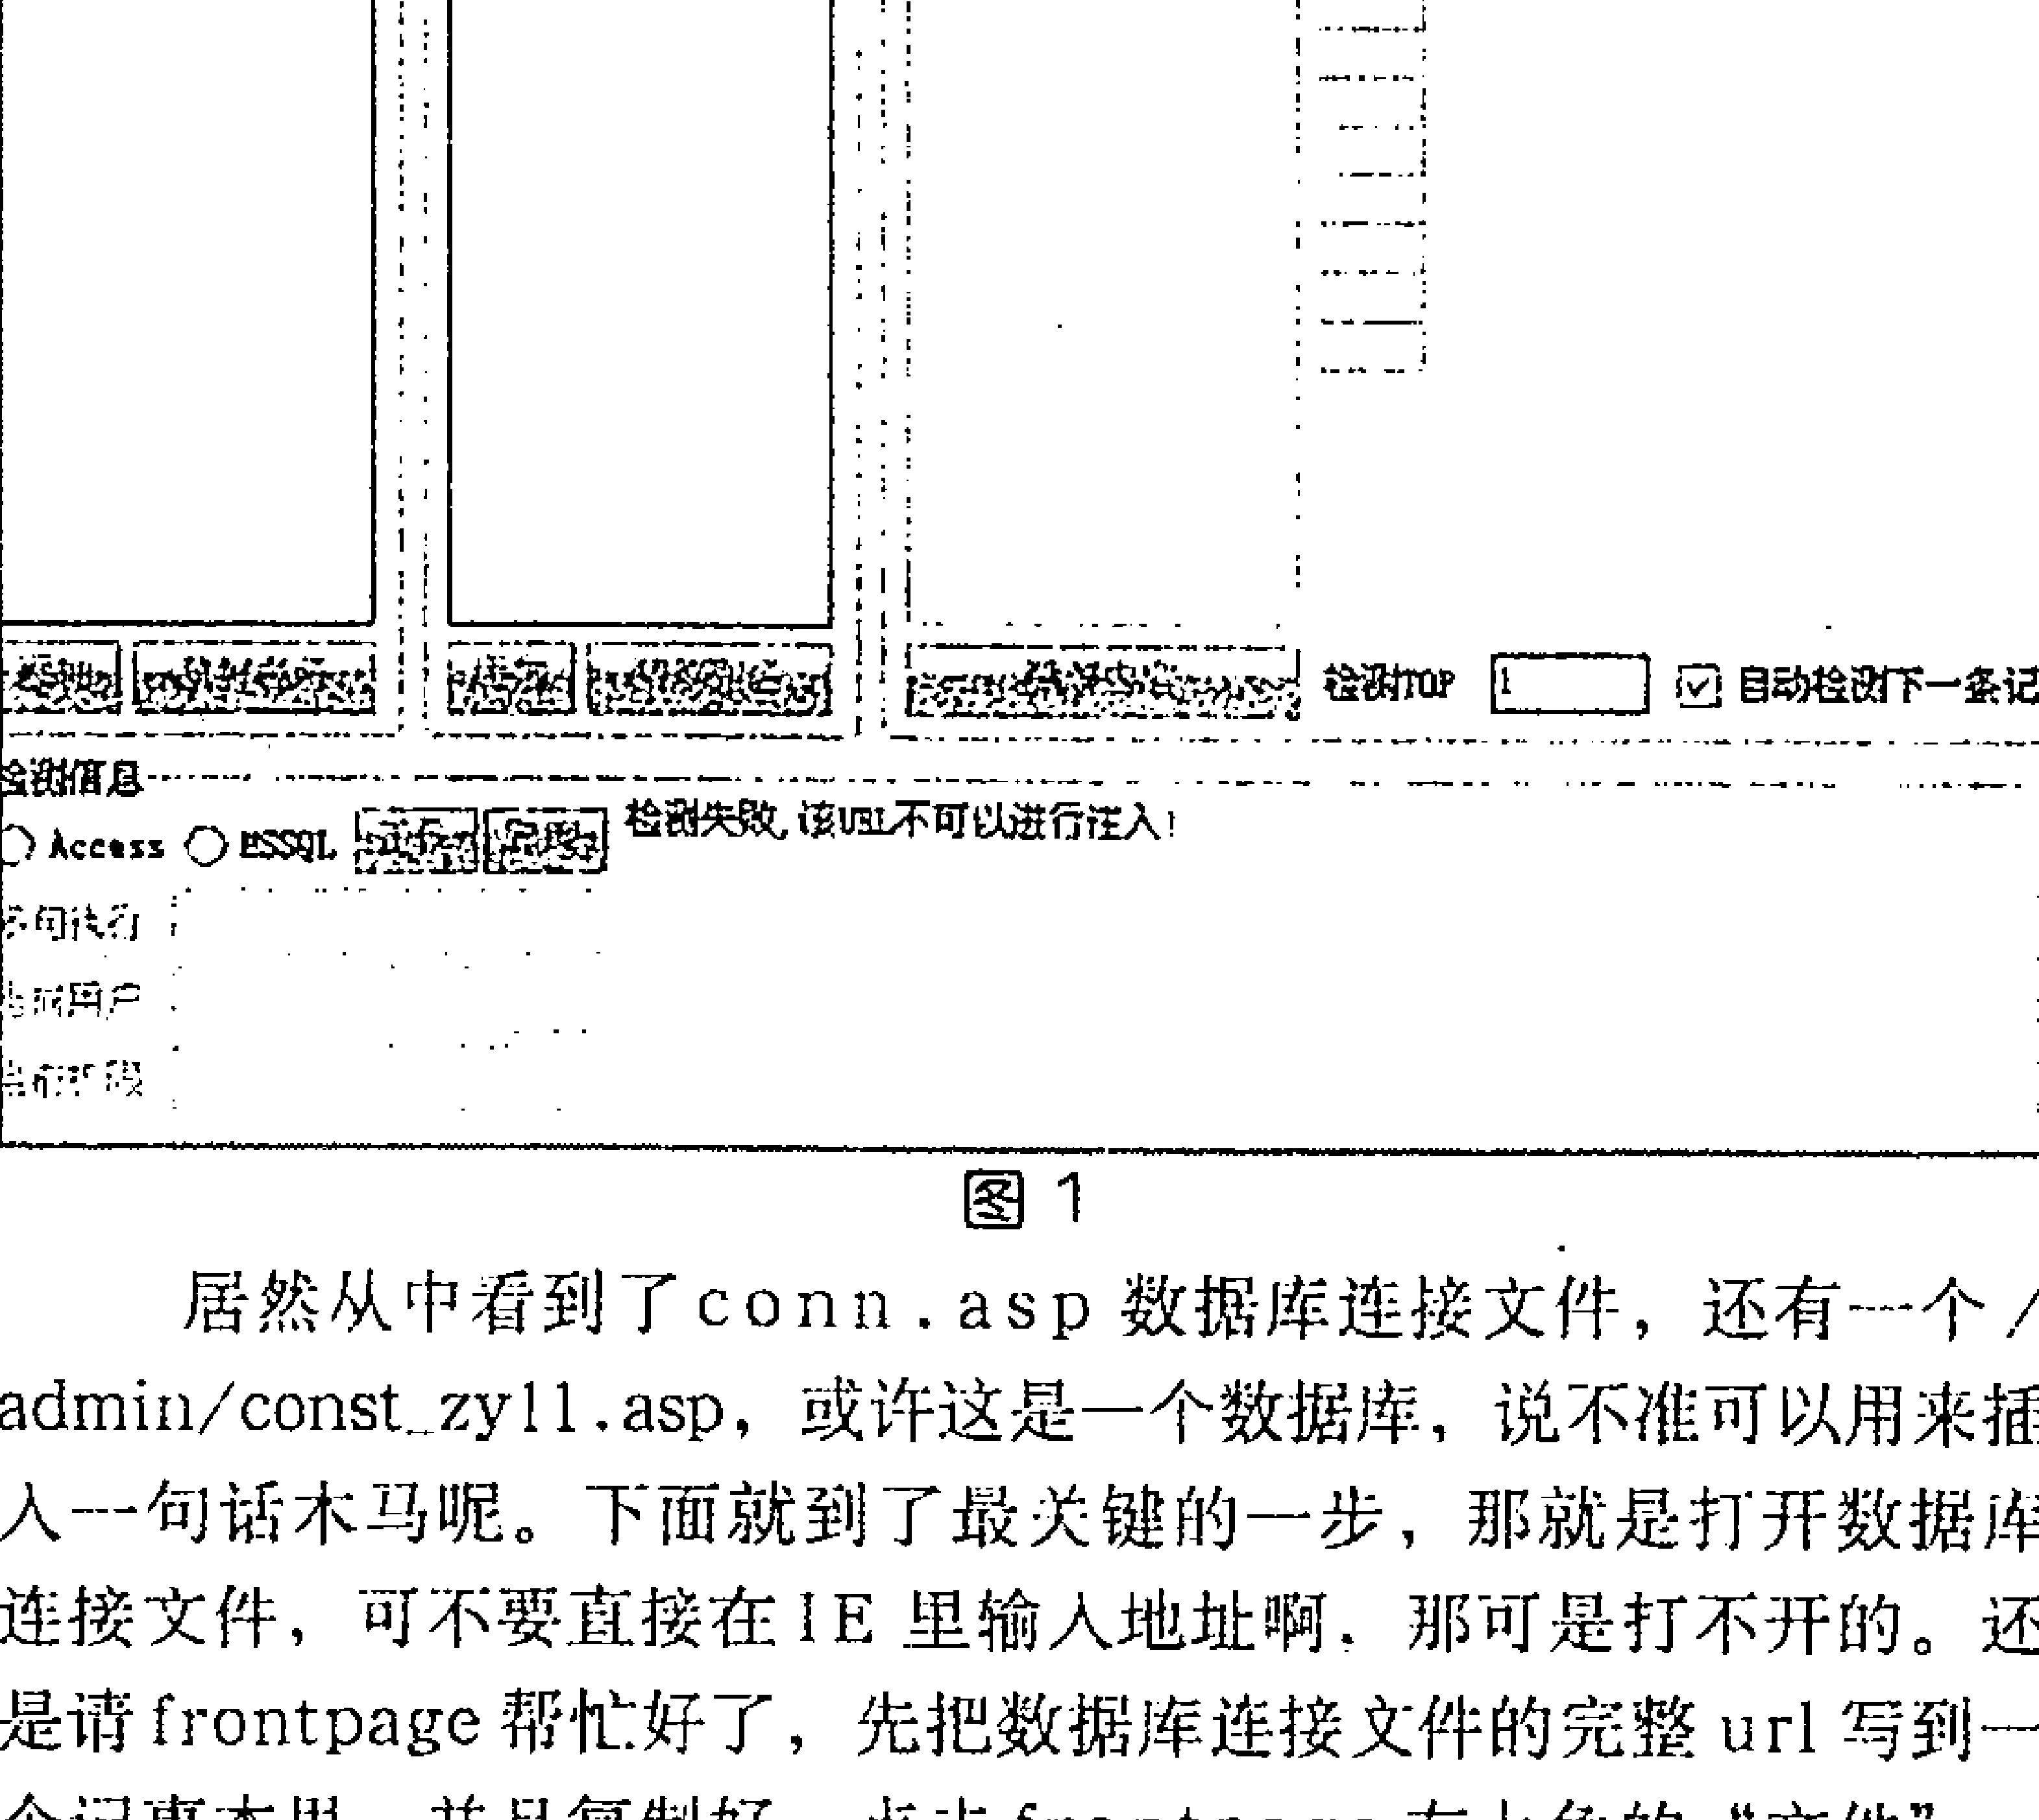 检测TOP 1 自动检测下一条记
检测信息
Access MSSQL 检测失败,该URL不可以进行注入!
图 1
居然从中看到了conn.asp数据库连接文件，还有一个/
admin/const_zyll.asp，或许这是一个数据库，说不准可以用来插
入一句话木马呢。下面就到了最关键的一步，那就是打开数据库
连接文件，可不要直接在IE里输入地址啊，那可是打不开的。还
是请frontpage帮忙好了，先把数据库连接文件的完整url写到一